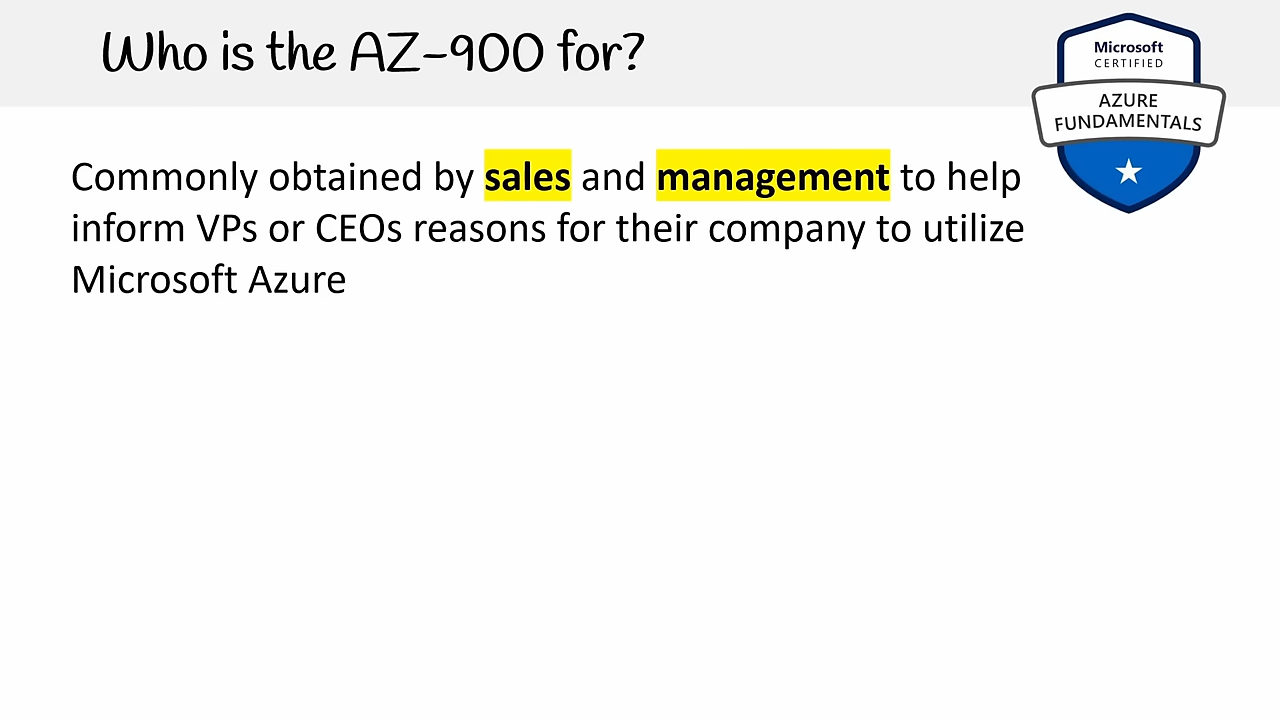 Who is the AZ-900 for?
Microsoft
CERTIFIED
AZURE
FUNDAMENTALS
Commonly obtained by sales and management to help
inform VPs or CEOs reasons for their company to utilize
Microsoft Azure